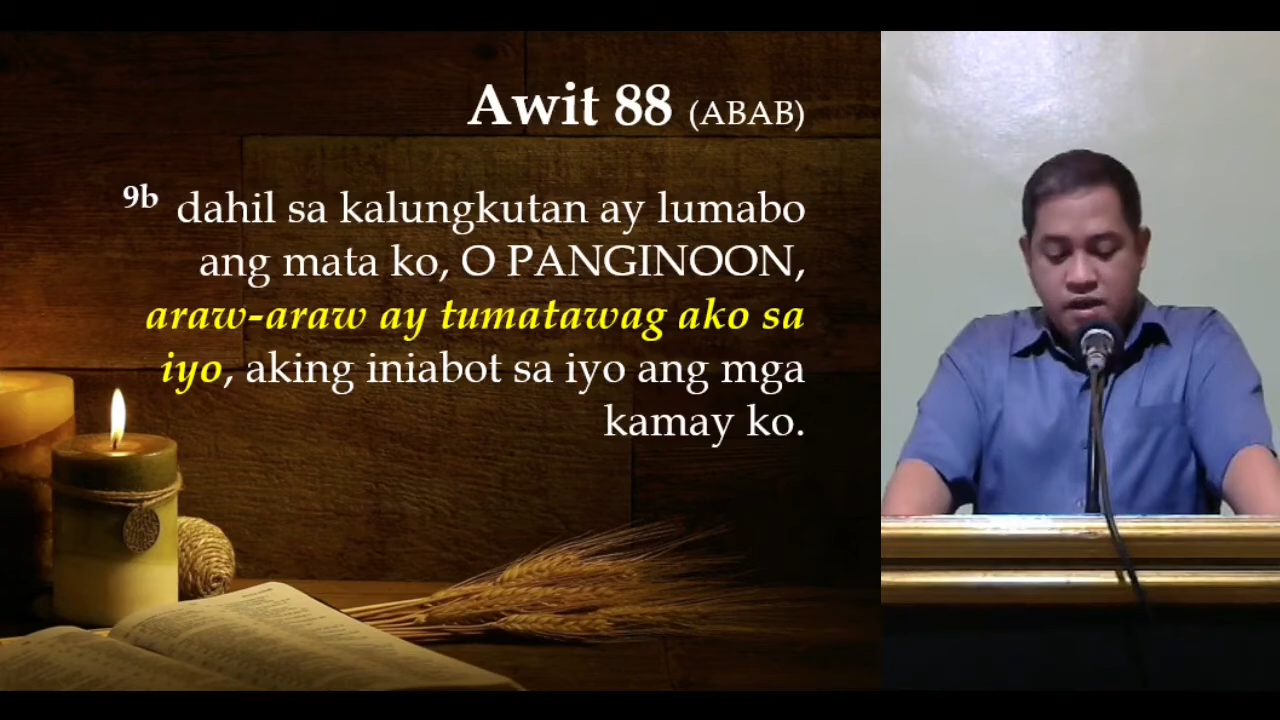 Awit 88 (ABAB)
9b dahil sa kalungkutan ay lumabo
ang mata ko, O PANGINOON,
araw-araw ay tumatawag ako sa
iyo, aking iniabot sa iyo ang mga
kamay ko.